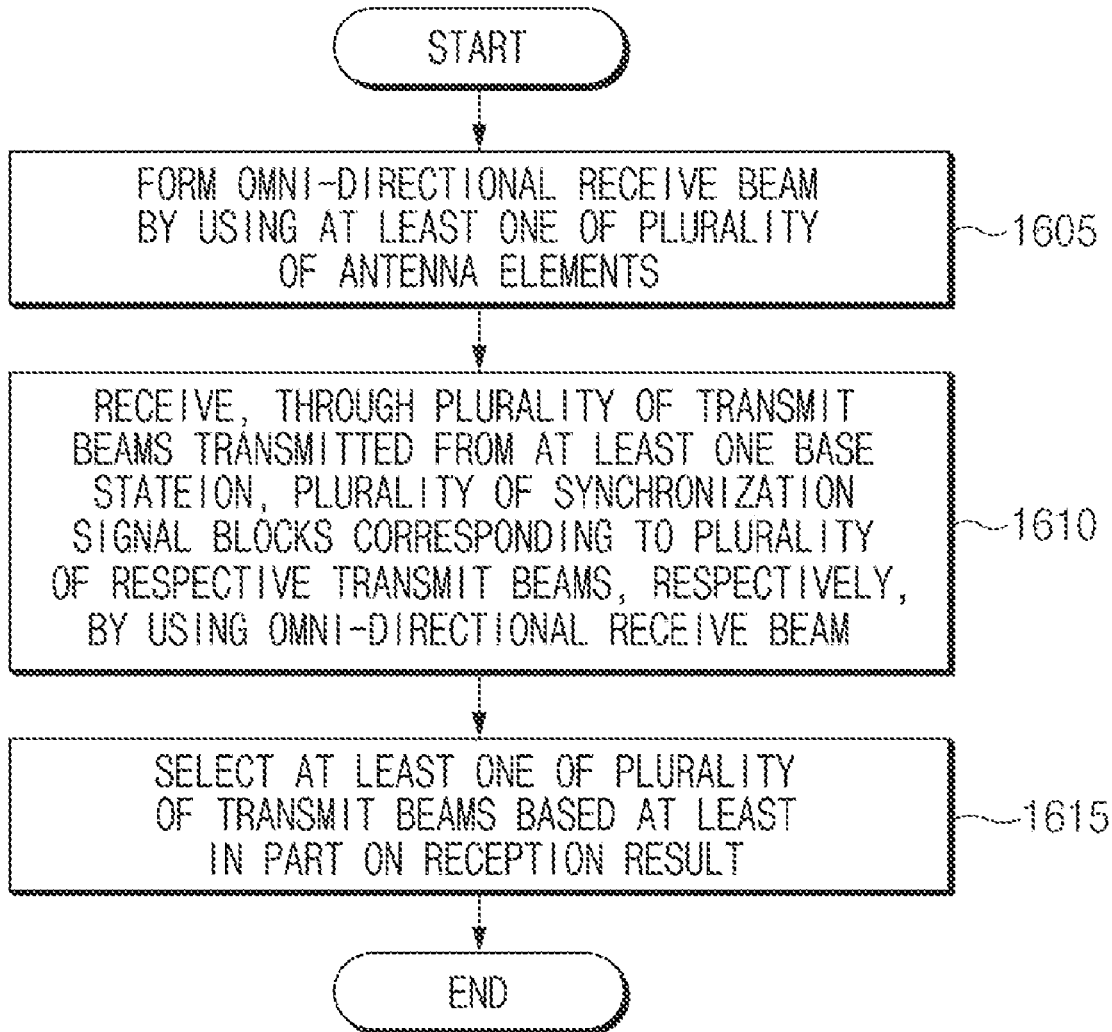 START
FORM OMNI-DIRECTIONAL RECEIVE BEAM
BY USING AT LEAST ONE OF PLURALITY
OF ANTENNA ELEMENTS
1605
RECEIVE, THROUGH PLURALITY OF TRANSMIT
BEAMS TRANSMITTED FROM AT LEAST ONE BASE
STATEION, PLURALITY OF SYNCHRONIZATION
SIGNAL BLOCKS CORRESPONDING TO PLURALITY
OF RESPECTIVE TRANSMIT BEAMS, RESPECTIVELY,
BY USING OMNI-DIRECTIONAL RECEIVE BEAM
1610
SELECT AT LEAST ONE OF PLURALITY
OF TRANSMIT BEAMS BASED AT LEAST
IN PART ON RECEPTION RESULT
1615
END